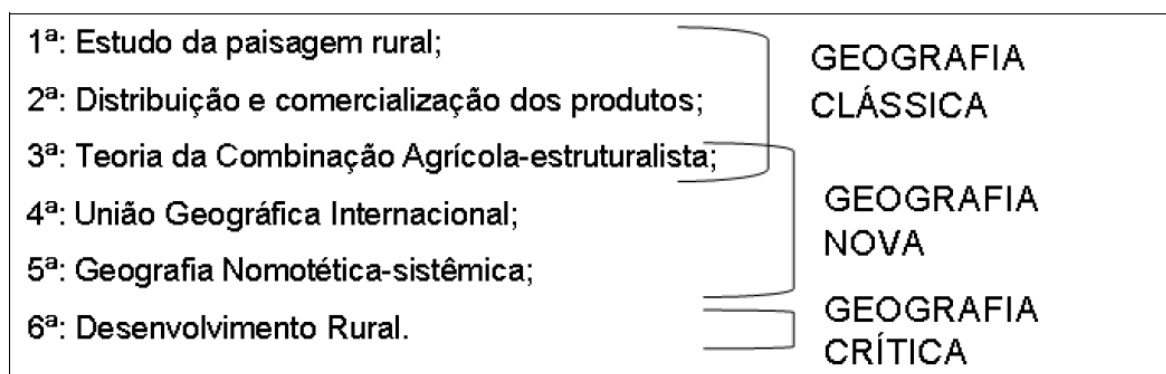 1ª: Estudo da paisagem rural;
2ª: Distribuição e comercialização dos produtos;
3ª: Teoria da Combinação Agrícola-estruturalista;
4ª: União Geográfica Internacional;
5ª: Geografia Nomotética-sistêmica;
6ª: Desenvolvimento Rural.
GEOGRAFIA
CLÁSSICA
GEOGRAFIA
NOVA
GEOGRAFIA
CRÍTICA